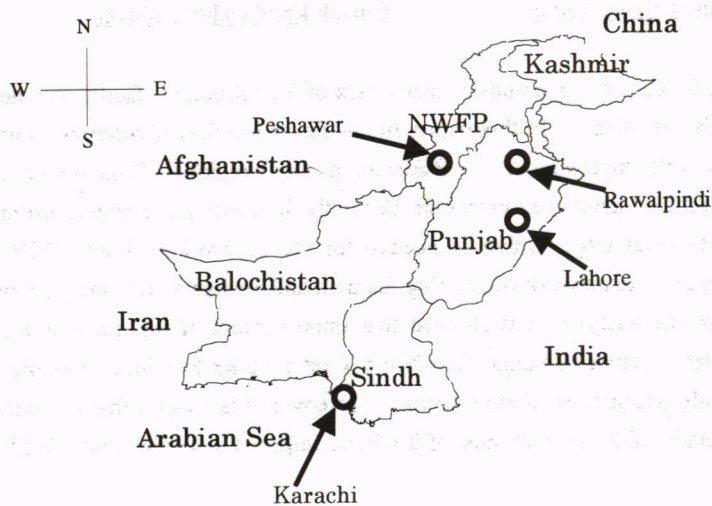 N
China
Kashmir
W
E
Peshawar
NWFP
S
Afghanistan
Rawalpindi
Punjab
Lahore
Balochistan
Iran
India
Sindh
Arabian Sea
Karachi